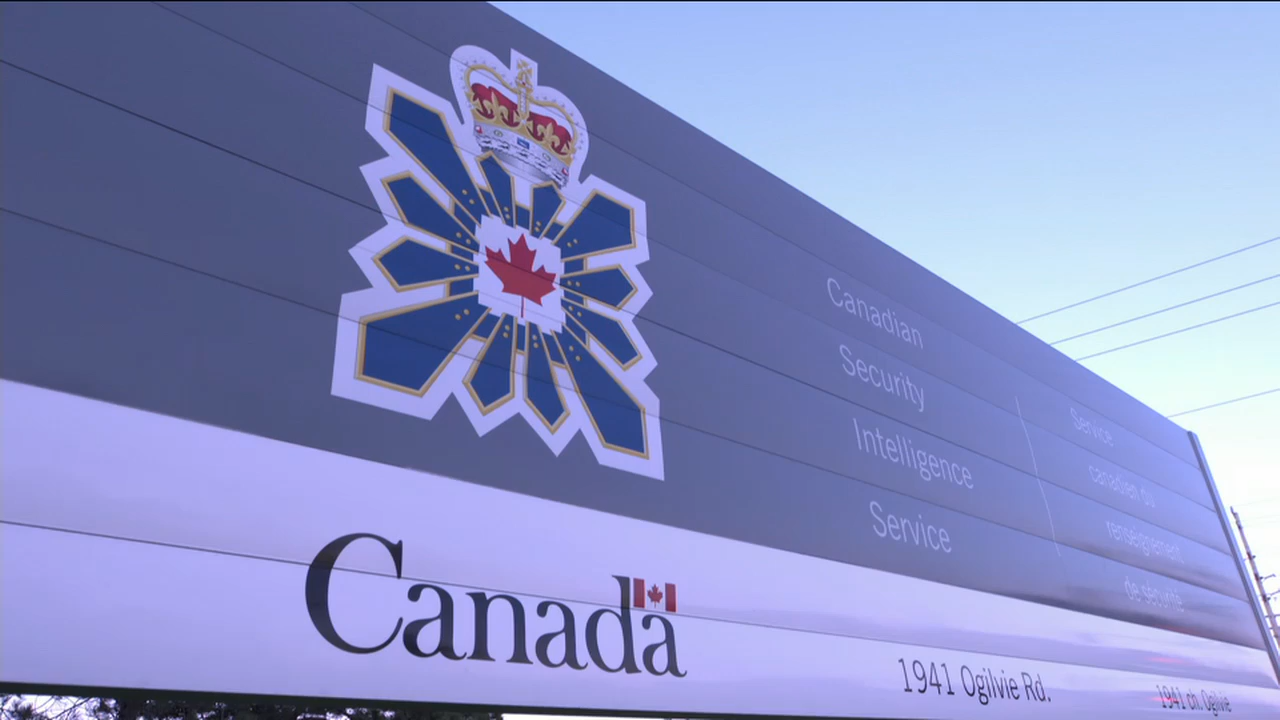 Canadian
Security
Intelligence
Service
Service
canadien du
renseignement
de sécurité
Canada
1941 Ogilvie Rd.
1941 ch. Ogilvie